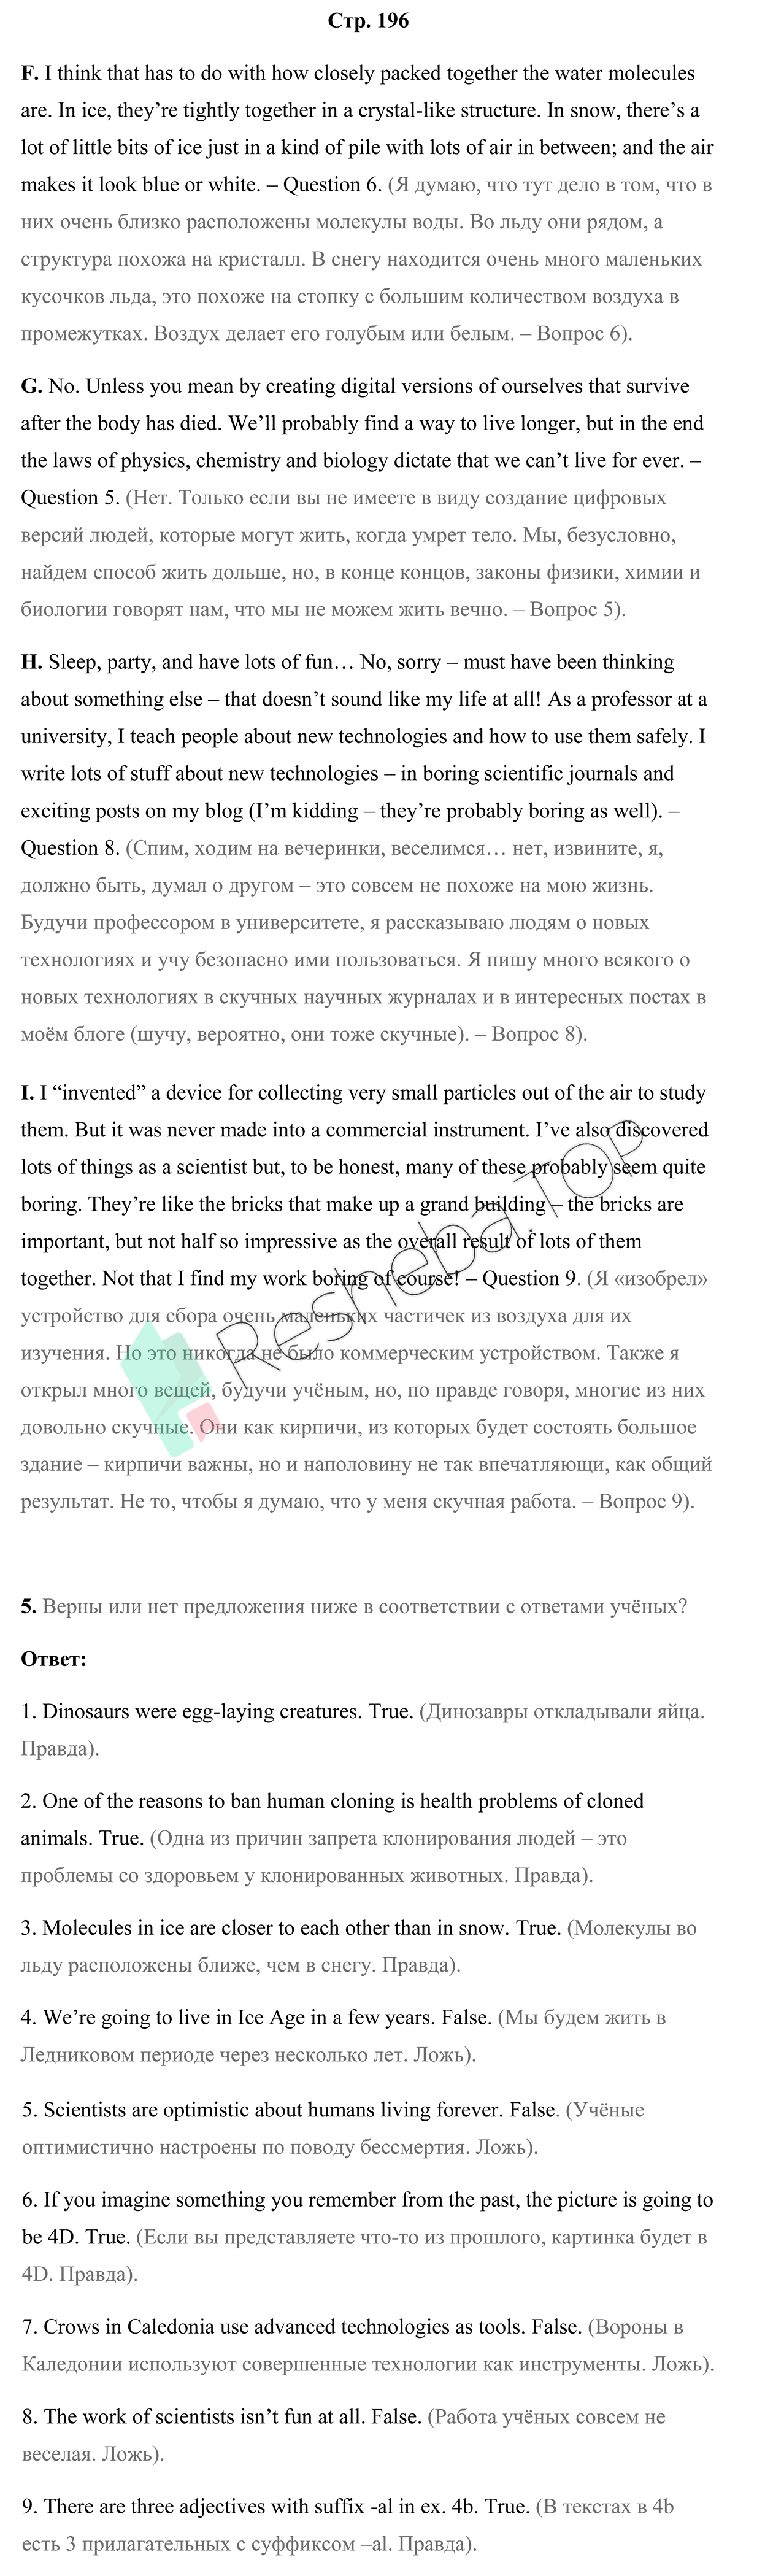 Стр. 196
F. I think that has to do with how closely packed together the water molecules
are. In ice, they’re tightly together in a crystal-like structure. In snow, there’s a
lot of little bits of ice just in a kind of pile with lots of air in between; and the air
makes it look blue or white. – Question 6. (Я думаю, что тут дело в том, что в
них очень близко расположены молекулы воды. Во льду они рядом, а
структура похожа на кристалл. В снегу находится очень много маленьких
кусочков льда, это похоже на стопку с большим количеством воздуха в
промежутках. Воздух делает его голубым или белым. – Вопрос 6).
G. No. Unless you mean by creating digital versions of ourselves that survive
after the body has died. We’ll probably find a way to live longer, but in the end
the laws of physics, chemistry and biology dictate that we can’t live for ever. –
Question 5. (Нет. Только если вы не имеете в виду создание цифровых
версий людей, которые могут жить, когда умрет тело. Мы, безусловно,
найдем способ жить дольше, но, в конце концов, законы физики, химии и
биологии говорят нам, что мы не можем жить вечно. – Вопрос 5).
H. Sleep, party, and have lots of fun… No, sorry – must have been thinking
about something else – that doesn’t sound like my life at all! As a professor at a
university, I teach people about new technologies and how to use them safely. I
write lots of stuff about new technologies – in boring scientific journals and
exciting posts on my blog (I’m kidding – they’re probably boring as well). –
Question 8. (Спим, ходим на вечеринки, веселимся… нет, извините, я,
должно быть, думал о другом – это совсем не похоже на мою жизнь.
Будучи профессором в университете, я рассказываю людям о новых
технологиях и учу безопасно ими пользоваться. Я пишу много всякого о
новых технологиях в скучных научных журналах и в интересных постах в
моём блоге (шучу, вероятно, они тоже скучные). – Вопрос 8).
I. I “invented” a device for collecting very small particles out of the air to study
them. But it was never made into a commercial instrument. I’ve also discovered
lots of things as a scientist but, to be honest, many of these probably seem quite
boring. They’re like the bricks that make up a grand building – the bricks are
important, but not half so impressive as the overall result of lots of them
together. Not that I find my work boring of course! – Question 9. (Я «изобрел»
устройство для сбора очень маленьких частичек из воздуха для их
изучения. Но это никогда не было коммерческим устройством. Также я
открыл много вещей, будучи учёным, но, по правде говоря, многие из них
довольно скучные. Они как кирпичи, из которых будет состоять большое
здание – кирпичи важны, но и наполовину не так впечатляющи, как общий
результат. Не то, чтобы я думаю, что у меня скучная работа. – Вопрос 9).
Resheba.TOP
5. Верны или нет предложения ниже в соответствии с ответами учёных?
Ответ:
1. Dinosaurs were egg-laying creatures. True. (Динозавры откладывали яйца.
Правда).
2. One of the reasons to ban human cloning is health problems of cloned
animals. True. (Одна из причин запрета клонирования людей – это
проблемы со здоровьем у клонированных животных. Правда).
3. Molecules in ice are closer to each other than in snow. True. (Молекулы во
льду расположены ближе, чем в снегу. Правда).
4. We’re going to live in Ice Age in a few years. False. (Мы будем жить в
Ледниковом периоде через несколько лет. Ложь).
5. Scientists are optimistic about humans living forever. False. (Учёные
оптимистично настроены по поводу бессмертия. Ложь).
6. If you imagine something you remember from the past, the picture is going to
be 4D. True. (Если вы представляете что-то из прошлого, картинка будет в
4D. Правда).
7. Crows in Caledonia use advanced technologies as tools. False. (Вороны в
Каледонии используют совершенные технологии как инструменты. Ложь).
8. The work of scientists isn’t fun at all. False. (Работа учёных совсем не
веселая. Ложь).
9. There are three adjectives with suffix -al in ex. 4b. True. (В текстах в 4b
есть 3 прилагательных с суффиксом –al. Правда).